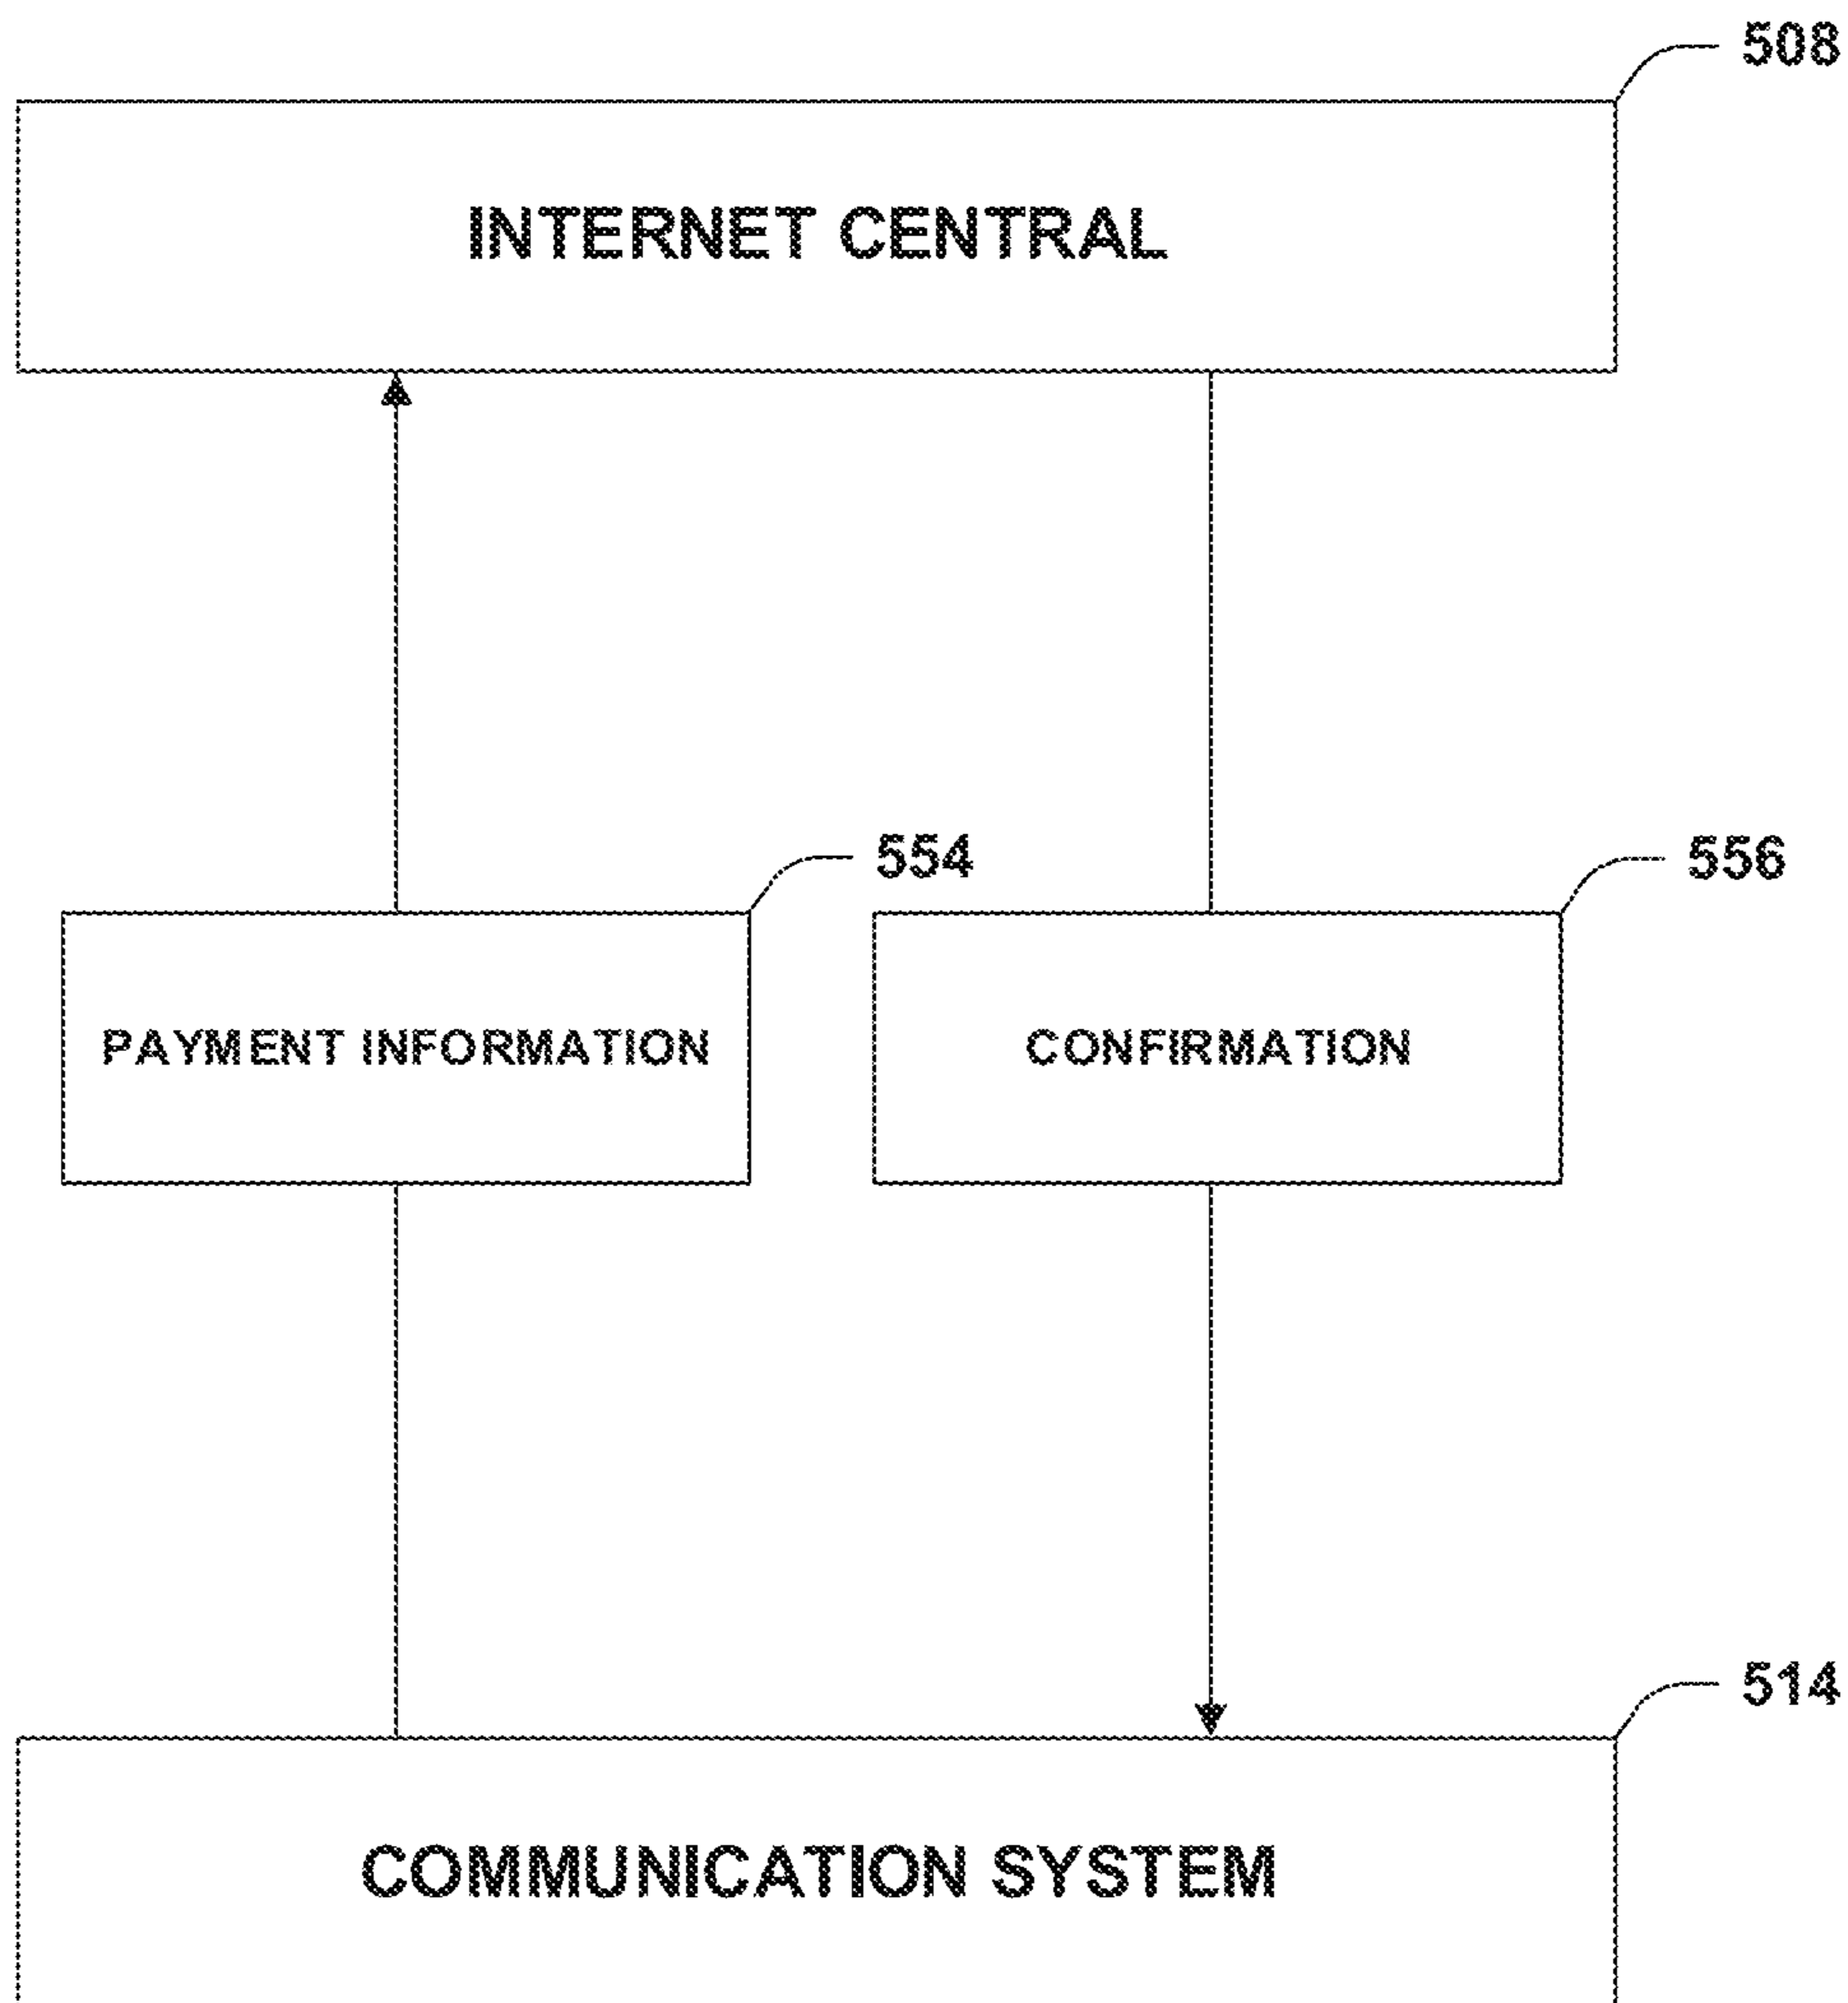 508
INTERNET CENTRAL
554
556
PAYMENT INFORMATION
CONFIRMATION
514
COMMUNICATION SYSTEM